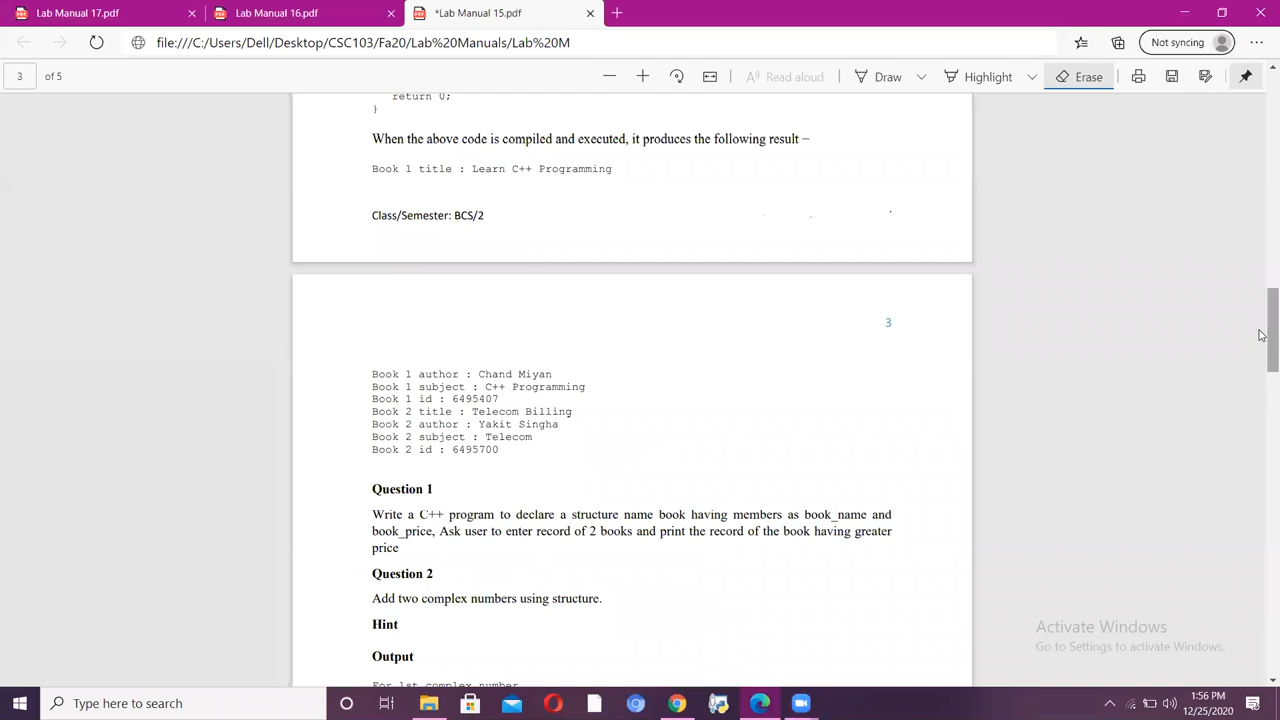 Lab Manual 17.pdf
Lab Manual 16.pdf
*Lab Manual 15.pdf
file:///C:/Users/Dell/Desktop/CSC103/Fa20/Lab%20Manuals/Lab%20M
Not syncing
3 of 5
Read aloud
Draw
Highlight
Erase
return 0;
}
When the above code is compiled and executed, it produces the following result −
Book 1 title : Learn C++ Programming
Class/Semester: BCS/2
3
Book 1 author : Chand Miyan
Book 1 subject : C++ Programming
Book 1 id : 6495407
Book 2 title : Telecom Billing
Book 2 author : Yakit Singha
Book 2 subject : Telecom
Book 2 id : 6495700
Question 1
Write a C++ program to declare a structure name book having members as book_name and
book_price, Ask user to enter record of 2 books and print the record of the book having greater
price
Question 2
Add two complex numbers using structure.
Hint
Output
For 1st complex number
Activate Windows
Go to Settings to activate Windows.
Type here to search
1:56 PM
12/25/2020